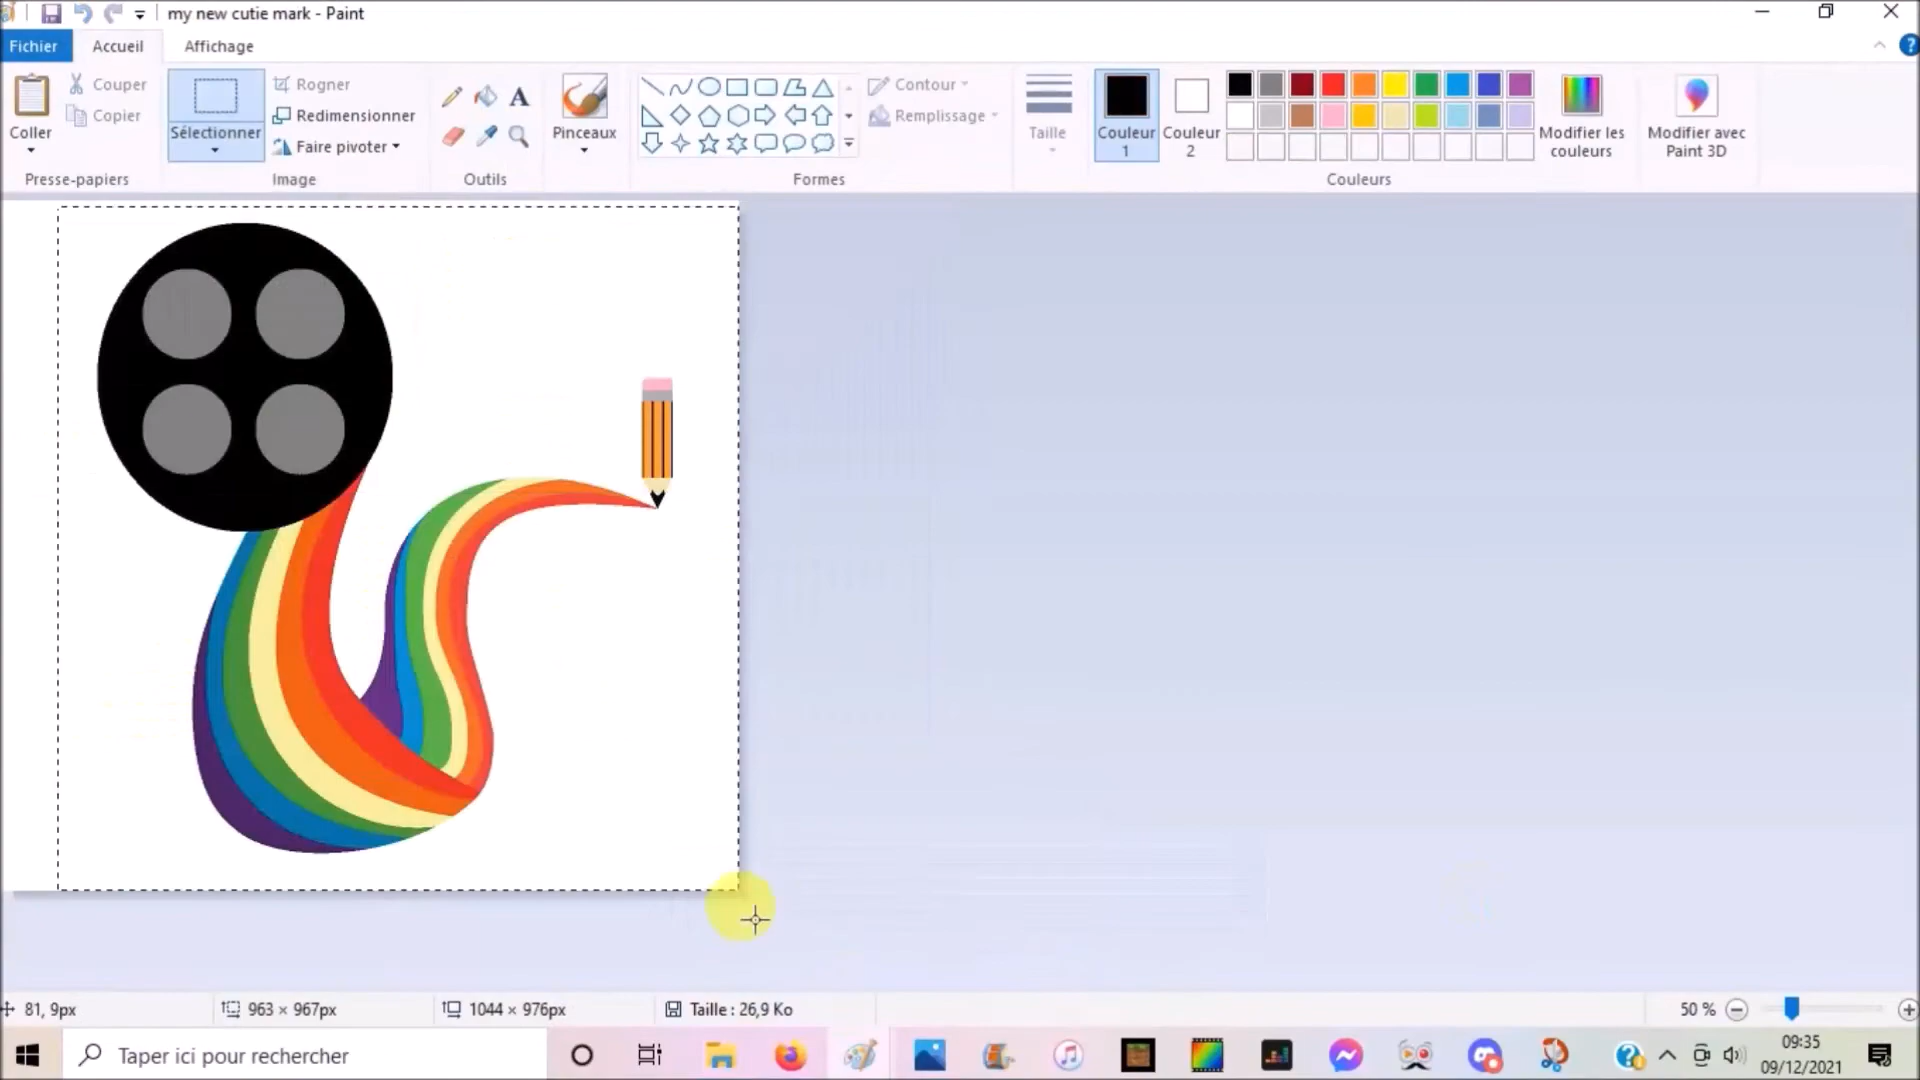 my new cutie mark - Paint
Fichier
Accueil
Affichage
Coller
Couper
Copier
Presse-papiers
Sélectionner
Rogner
Redimensionner
Faire pivoter
Image
A
Outils
Pinceaux
Contour
Remplissage
Formes
Taille
Couleur
1
Couleur
2
Modifier les
couleurs
Couleurs
Modifier avec
Paint 3D
?
81, 9px
963 × 967px
1044 × 976px
Taille : 26,9 Ko
50 %
Taper ici pour rechercher
09:35
09/12/2021